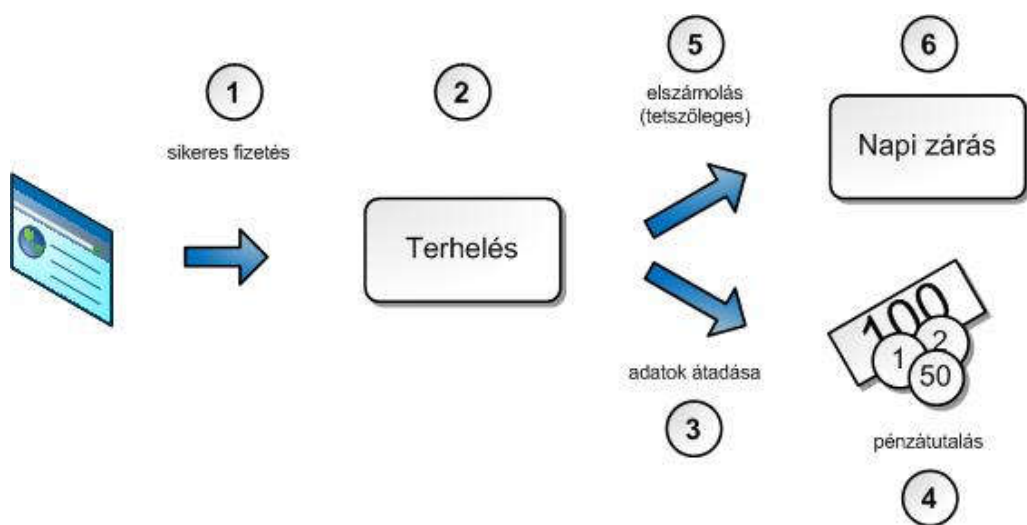 1
sikeres fizetés
2
Terhelés
5
elszámolás
(tetszőleges)
6
Napi zárás
adatok átadása
3
100
1
2
50
pénzátutalás
4